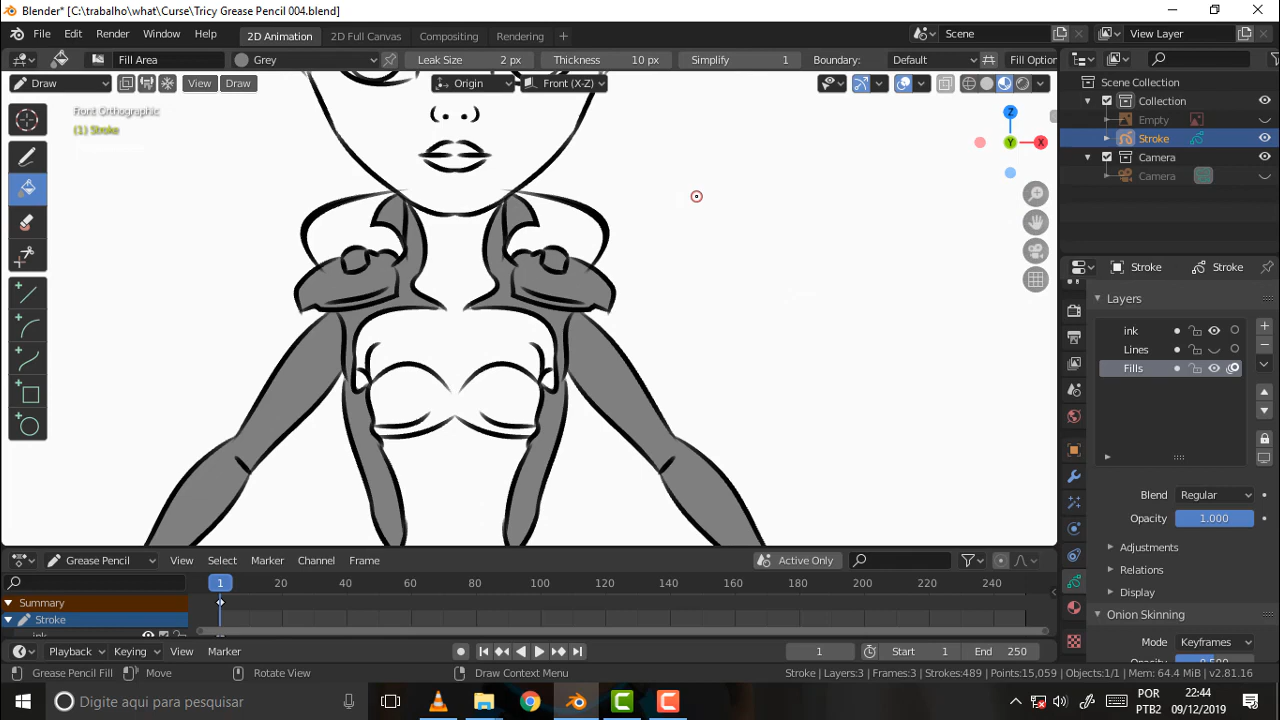 Blender* [C:\trabalho\what\Curse\Tricy Grease Pencil 004.blend]
File Edit Render Window Help 2D Animation 2D Full Canvas Compositing Rendering Scene View Layer
Fill Area Grey Leak Size 2 px Thickness 10 px Simplify 1 Boundary: Default Fill Option
Draw View Draw Origin Front (X-Z)
Front Orthographic
(1) Stroke
Z
Y X
Scene Collection
Collection
Empty
Stroke
Camera
Camera
Stroke Stroke
Layers
ink
Lines
Fills
Blend Regular
Opacity 1.000
Adjustments
Relations
Display
Onion Skinning
Mode Keyframes
Grease Pencil View Select Marker Channel Frame Active Only
1 20 40 60 80 100 120 140 160 180 200 220 240
Summary
Stroke
ink
Playback Keying View Marker 1 Start 1 End 250
Grease Pencil Fill Move Rotate View Draw Context Menu Stroke | Layers:3 | Frames:3 | Strokes:489 | Points:15,059 | Objects:1/1 | Mem: 64.4 MiB | v2.81.16
Digite aqui para pesquisar
POR
PTB2
22:44
09/12/2019